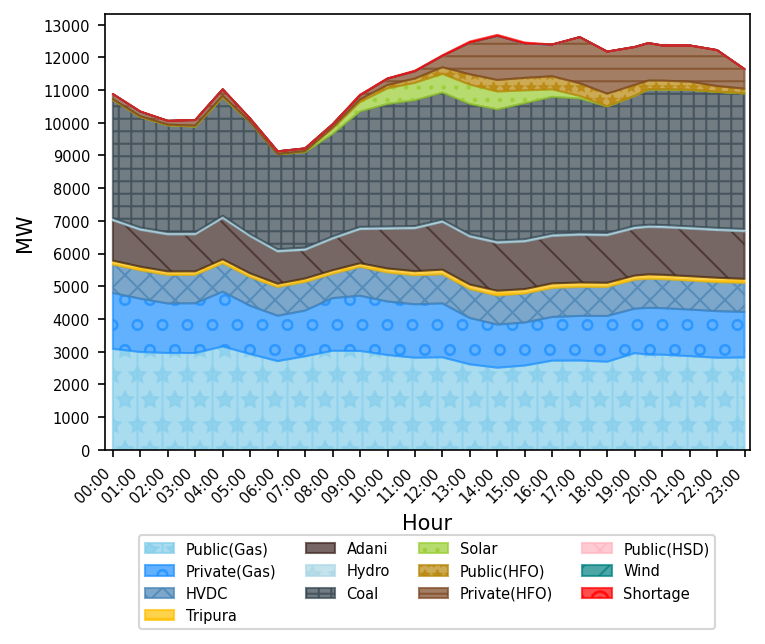 13000
12000
11000
10000
9000
8000
7000
6000
5000
4000
3000
2000
1000
0
MW
00:00 01:00 02:00 03:00 04:00 05:00 06:00 07:00 08:00 09:00 10:00 11:00 12:00 13:00 14:00 15:00 16:00 17:00 18:00 19:00 20:00 21:00 22:00 23:00
Hour
Public(Gas) Adani Solar Public(HSD)
Private(Gas) Hydro Public(HFO) Wind
HVDC Coal Private(HFO) Shortage
Tripura